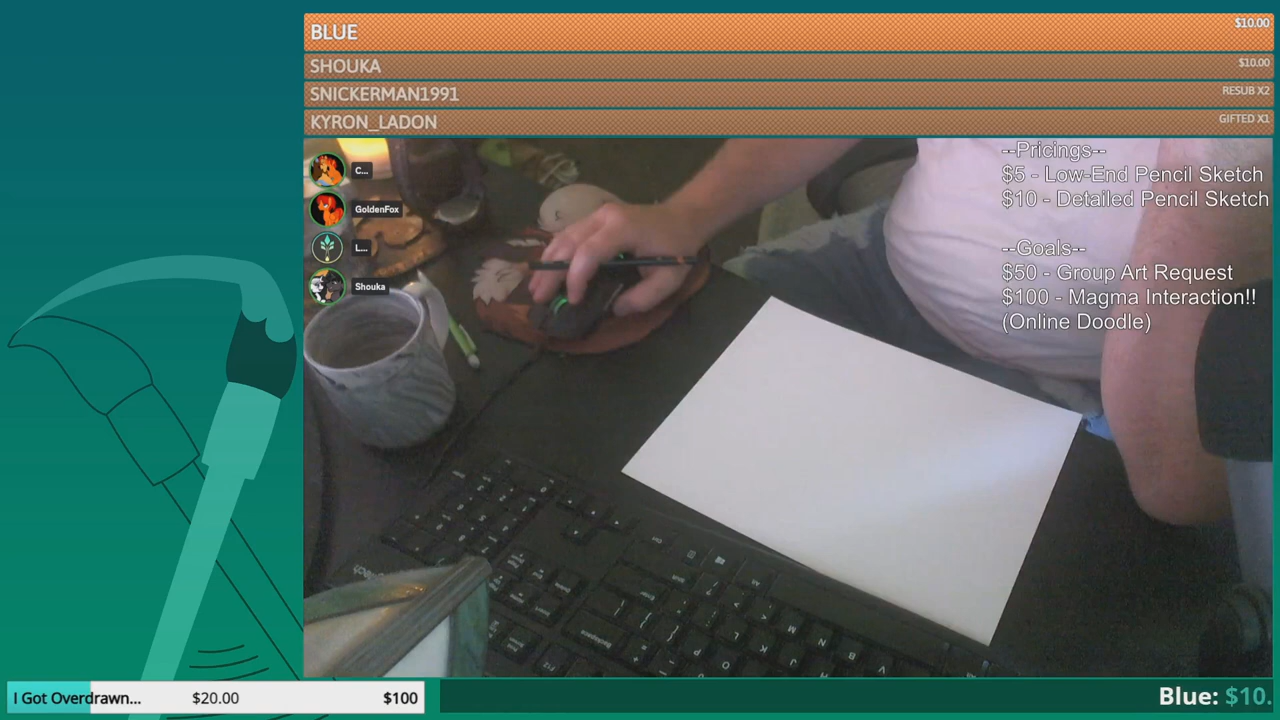 BLUE $10.00
SHOUKA $10.00
SNICKERMAN1991 RESUB X2
KYRON_LADON GIFTED X1
C...
GoldenFox
L...
Shouka
--Pricings--
$5 - Low-End Pencil Sketch
$10 - Detailed Pencil Sketch
--Goals--
$50 - Group Art Request
$100 - Magma Interaction!!
(Online Doodle)
I Got Overdrawn... $20.00 $100
Blue: $10.